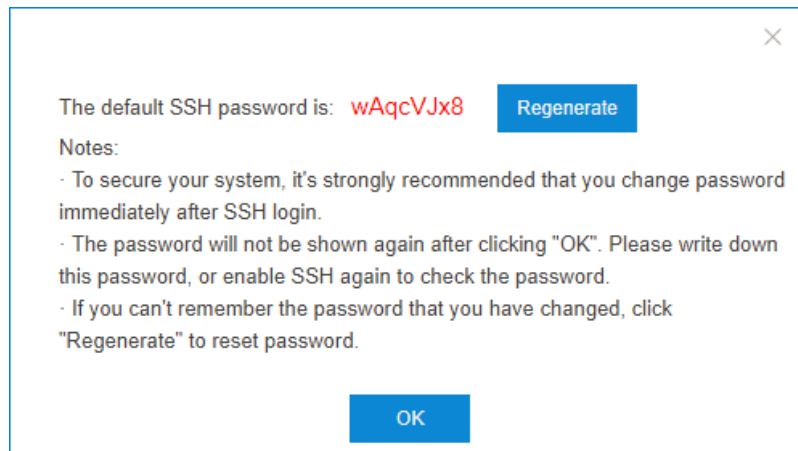 The default SSH password is: wAqcVJx8 Regenerate
Notes:
· To secure your system, it's strongly recommended that you change password
immediately after SSH login.
· The password will not be shown again after clicking "OK". Please write down
this password, or enable SSH again to check the password.
· If you can't remember the password that you have changed, click
"Regenerate" to reset password.
OK